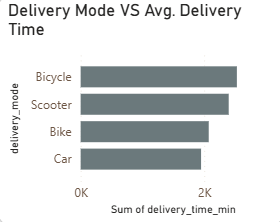 Delivery Mode VS Avg. Delivery
Time
delivery_mode
Bicycle
Scooter
Bike
Car
0K
2K
Sum of delivery_time_min